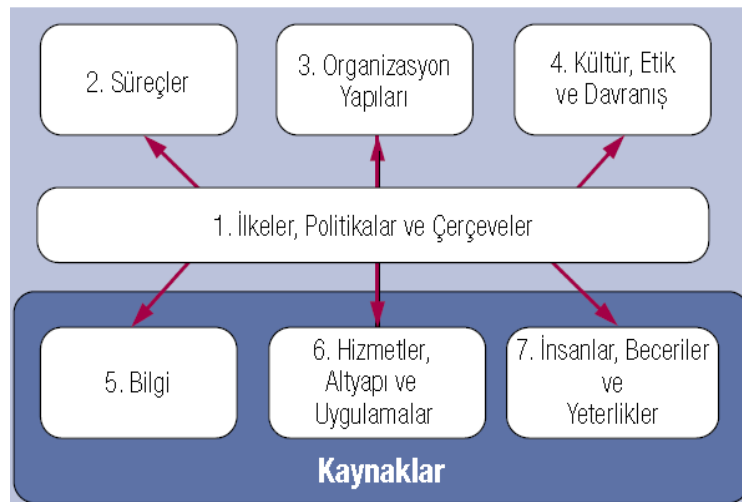 2. Süreçler
3. Organizasyon
Yapıları
4. Kültür, Etik
ve Davranış
1. İlkeler, Politikalar ve Çerçeveler
5. Bilgi
6. Hizmetler,
Altyapı ve
Uygulamalar
7. İnsanlar, Beceriler
ve
Yeterlikler
Kaynaklar